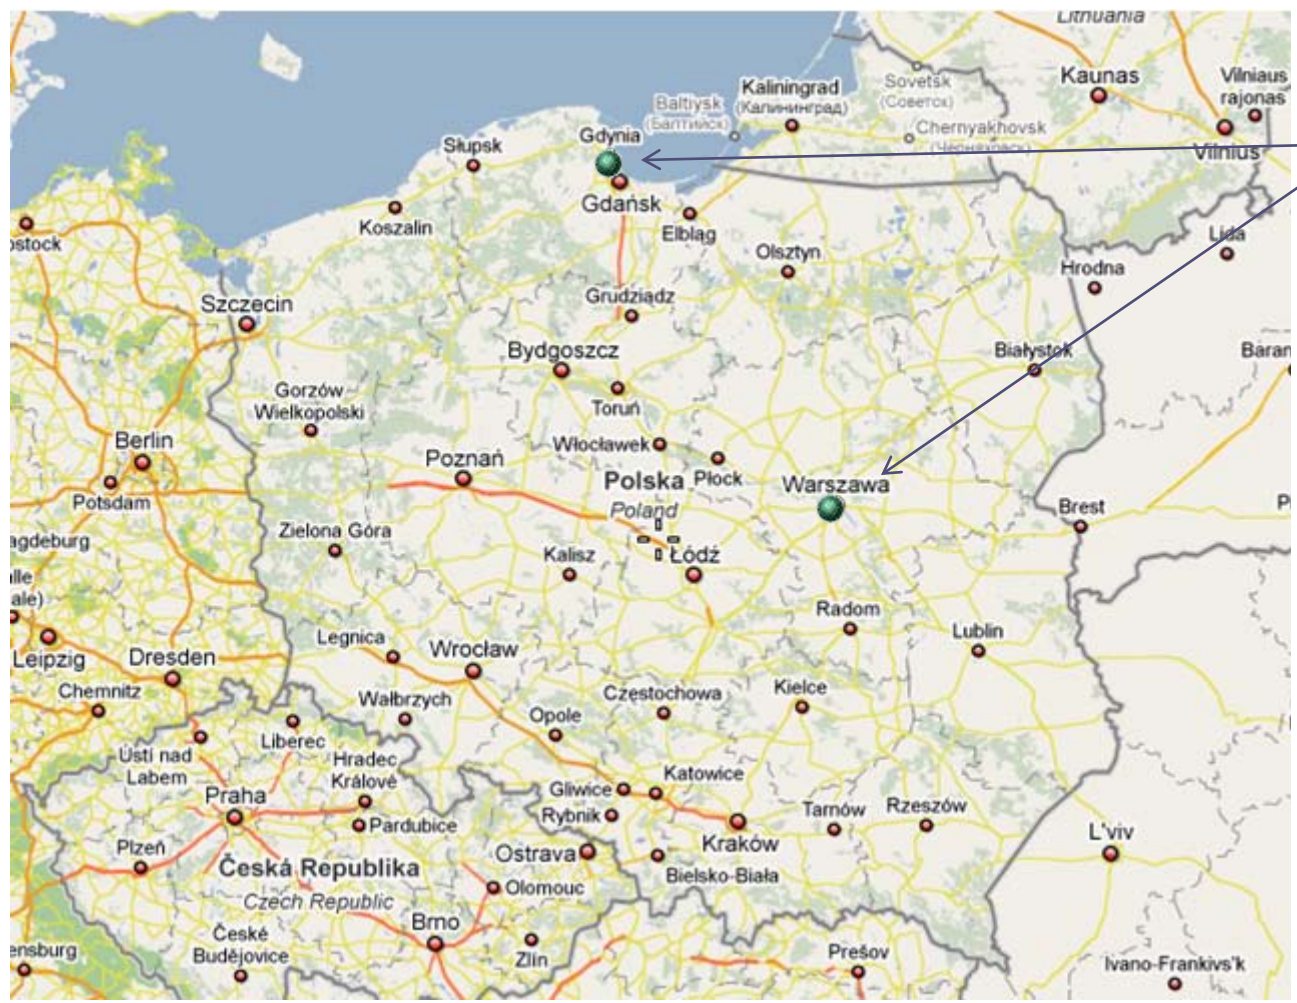 Lithuania
Kaunas
Vilniaus
rajonas
Sovetsk
(Советск)
Kaliningrad
(Калининград)
Baltiysk
(Балтийск)
Chernyakhovsk
(Черняховск)
Vilnius
Gdynia
Słupsk
Gdańsk
Koszalin
Elbląg
Olsztyn
Lida
Hrodna
ostock
Szczecin
Grudziadz
Bydgoszcz
Białystok
Baran
Gorzów
Wielkopolski
Toruń
Berlin
Włocławek
Poznań
Polska
Płock
Warszawa
Potsdam
Poland
Brest
P
Zielona Góra
agdeburg
Kalisz
Łódź
lle
ale)
Radom
Lublin
Legnica
Wrocław
Leipzig
Dresden
Chemnitz
Wałbrzych
Częstochowa
Kielce
Opole
Liberec
Ústí nad
Labem
Hradec
Králové
Katowice
Gliwice
Praha
Rybnik
Tarnów
Rzeszów
Pardubice
Kraków
L'viv
Plzeň
Ostrava
Česká Republika
Bielsko-Biała
Olomouc
Czech Republic
Brno
České
Budějovice
ensburg
Zlín
Prešov
Ivano-Frankivs'k